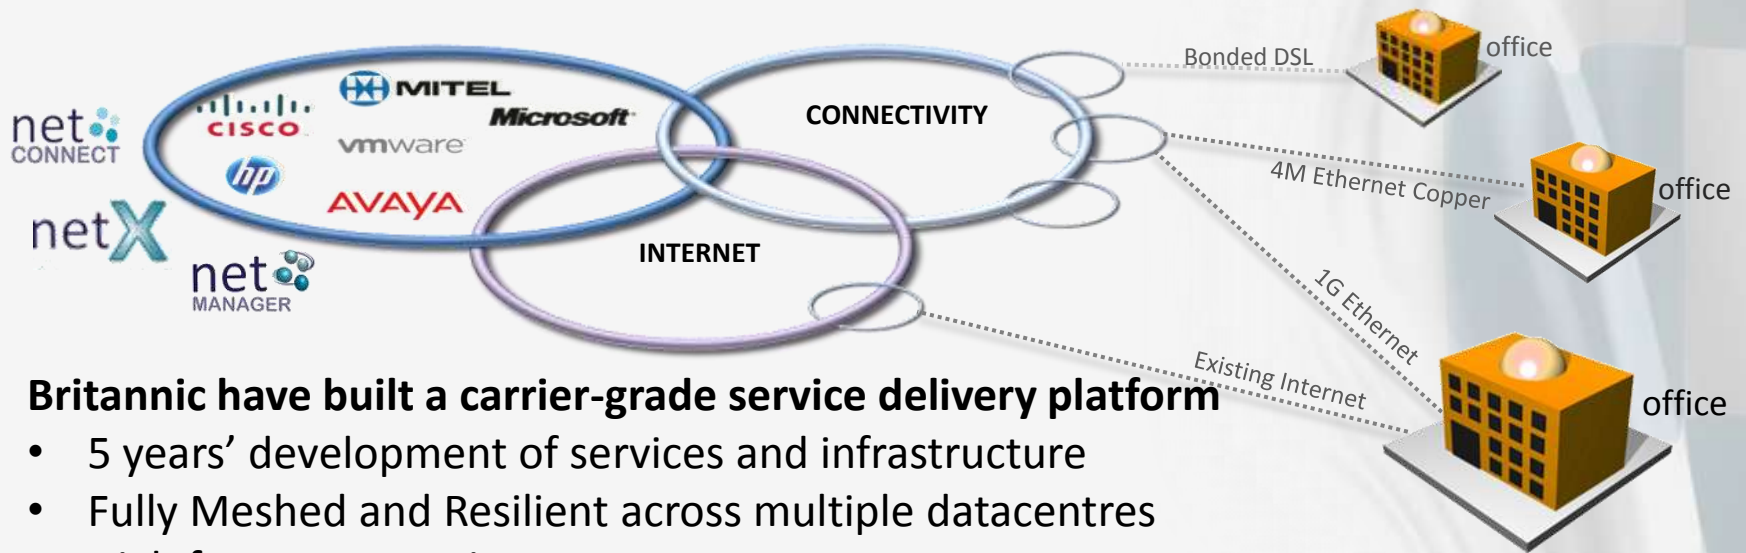 net
CONNECT
netX
net
MANAGER
CISCO
MITEL
Microsoft
vmware
hp
AVAYA
CONNECTIVITY
INTERNET
Bonded DSL
office
4M Ethernet Copper
office
1G Ethernet
Existing Internet
office
Britannic have built a carrier-grade service delivery platform
• 5 years’ development of services and infrastructure
• Fully Meshed and Resilient across multiple datacentres